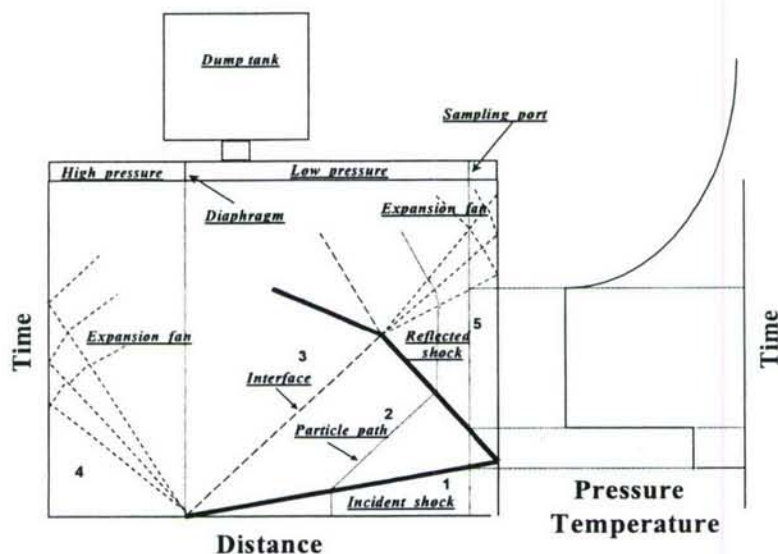 Dump tank
Sampling port
High pressure
Low pressure
Diaphragm
Expansion fan
Expansion fan
5
Reflected
shock
3
Interface
2
Particle path
4
1
Incident shock
Time
Time
Distance
Pressure
Temperature